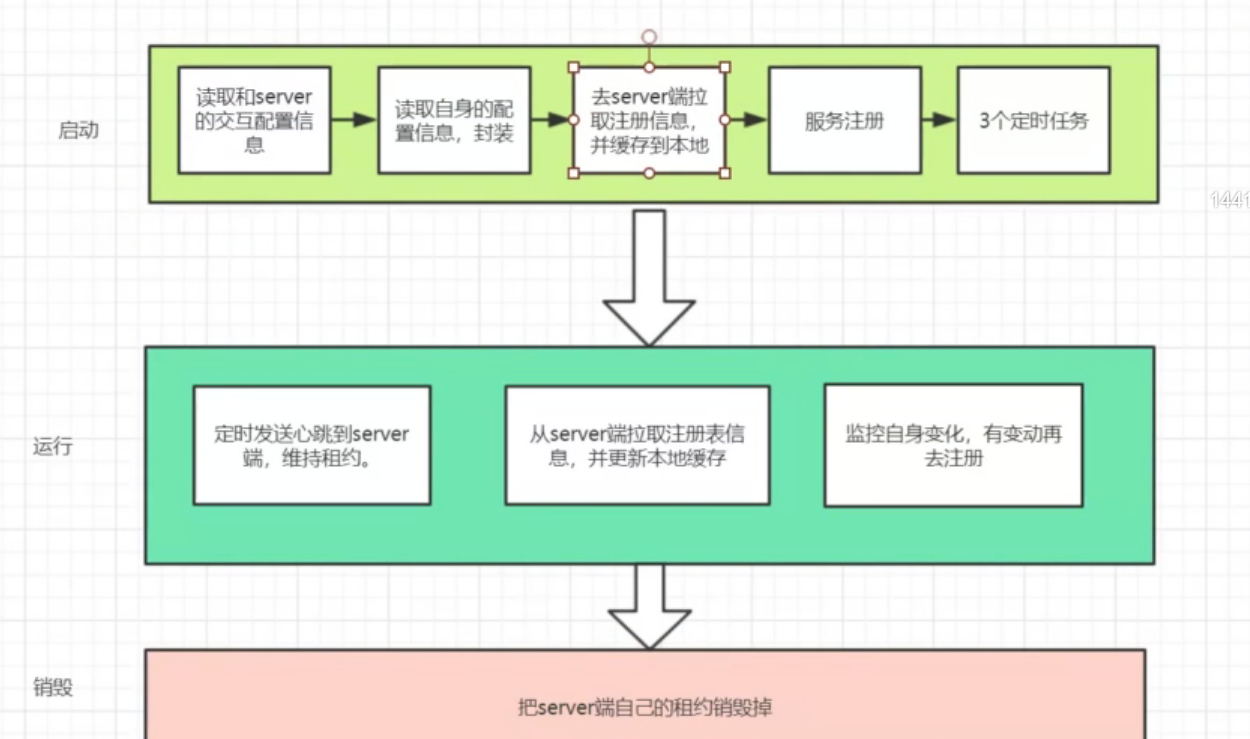 启动
读取和server
的交互配置信
息
读取自身的配
置信息，封装
去server端拉
取注册信息，
并缓存到本地
服务注册
3个定时任务
1441
运行
定时发送心跳到server
端，维持租约。
从server端拉取注册表信
息，并更新本地缓存
监控自身变化，有变动再
去注册
销毁
把server端自己的租约销毁掉